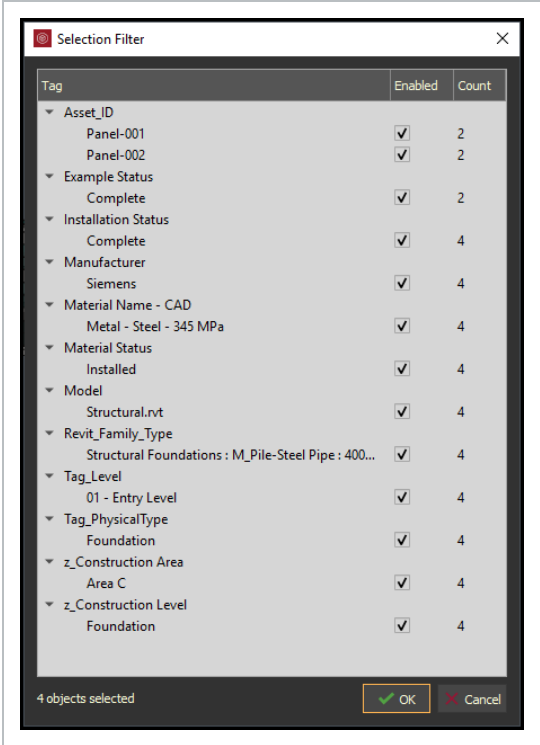 Selection Filter
Tag Enabled Count
Asset_ID
Panel-001 2
Panel-002 2
Example Status
Complete 2
Installation Status
Complete 4
Manufacturer
Siemens 4
Material Name - CAD
Metal - Steel - 345 MPa 4
Material Status
Installed 4
Model
Structural.rvt 4
Revit_Family_Type
Structural Foundations : M_Pile-Steel Pipe : 400... 4
Tag_Level
01 - Entry Level 4
Tag_PhysicalType
Foundation 4
z_Construction Area
Area C 4
z_Construction Level
Foundation 4
4 objects selected OK Cancel